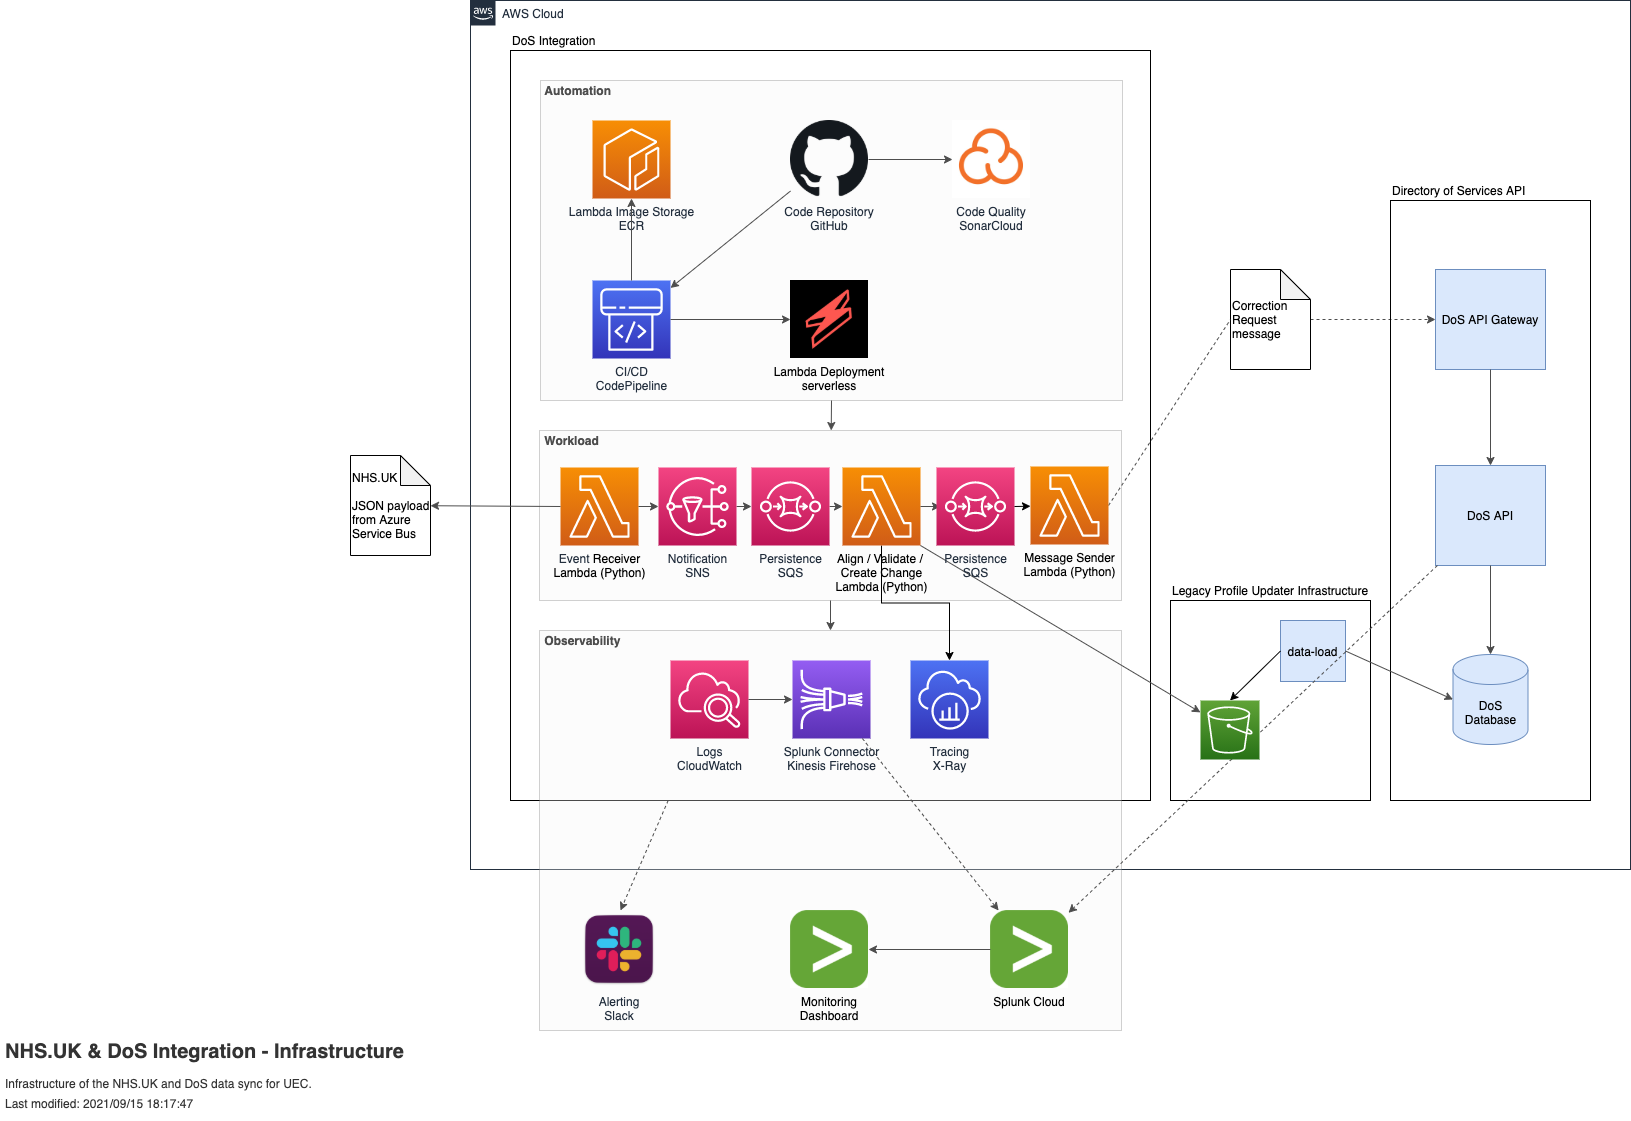 aws
AWS Cloud
DoS Integration
Automation
Lambda Image Storage
ECR
Code Repository
GitHub
Code Quality
SonarCloud
CI/CD
CodePipeline
Lambda Deployment
serverless
Workload
NHS.UK
JSON payload
from Azure
Service Bus
Event Receiver
Lambda (Python)
Notification
SNS
Persistence
SQS
Align / Validate /
Create Change
Lambda (Python)
Persistence
SQS
Message Sender
Lambda (Python)
Observability
Logs
CloudWatch
Splunk Connector
Kinesis Firehose
Tracing
X-Ray
Alerting
Slack
Monitoring
Dashboard
Splunk Cloud
Correction
Request
message
Directory of Services API
DoS API Gateway
DoS API
DoS
Database
Legacy Profile Updater Infrastructure
data-load
NHS.UK & DoS Integration - Infrastructure
Infrastructure of the NHS.UK and DoS data sync for UEC.
Last modified: 2021/09/15 18:17:47